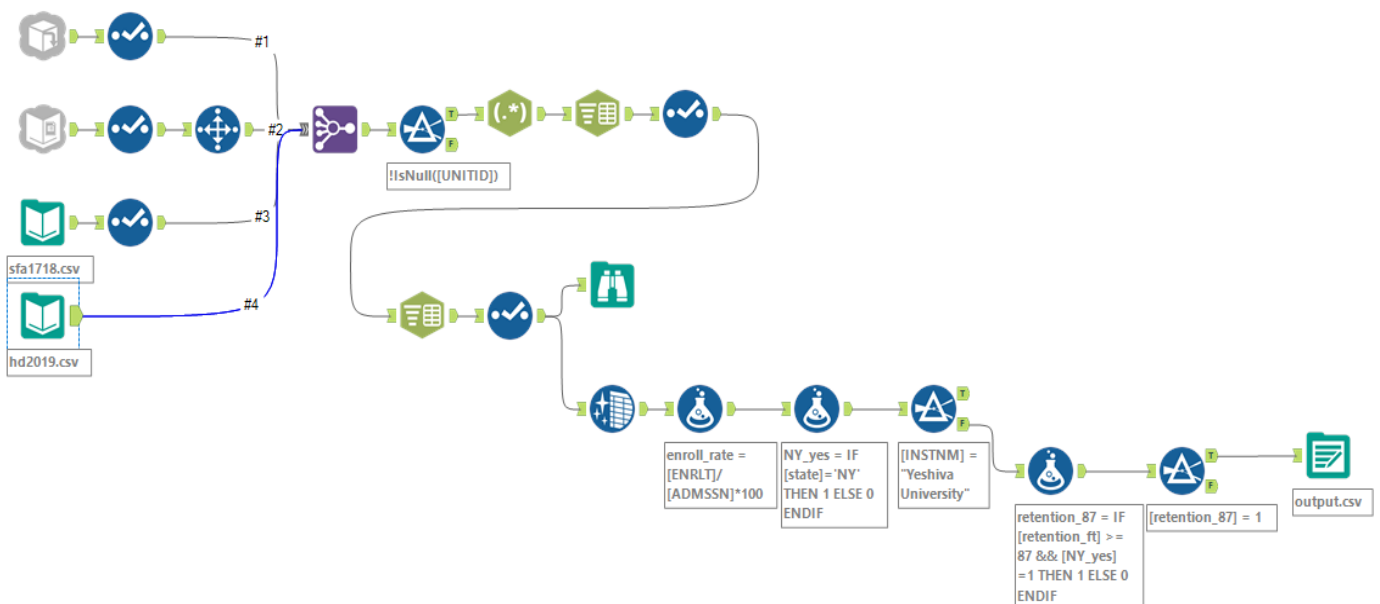 #1
#2
T
(.*)
F
!IsNull([UNITID])
#3
sfa1718.csv
#4
hd2019.csv
enroll_rate =
[ENRLT]/
[ADMSSN]*100
NY_yes = IF
[state]='NY'
THEN 1 ELSE 0
ENDIF
T
F
[INSTNM] =
"Yeshiva
University"
retention_87 = IF
[retention_ft] >=
87 && [NY_yes]
=1 THEN 1 ELSE 0
ENDIF
T
F
[retention_87] = 1
output.csv